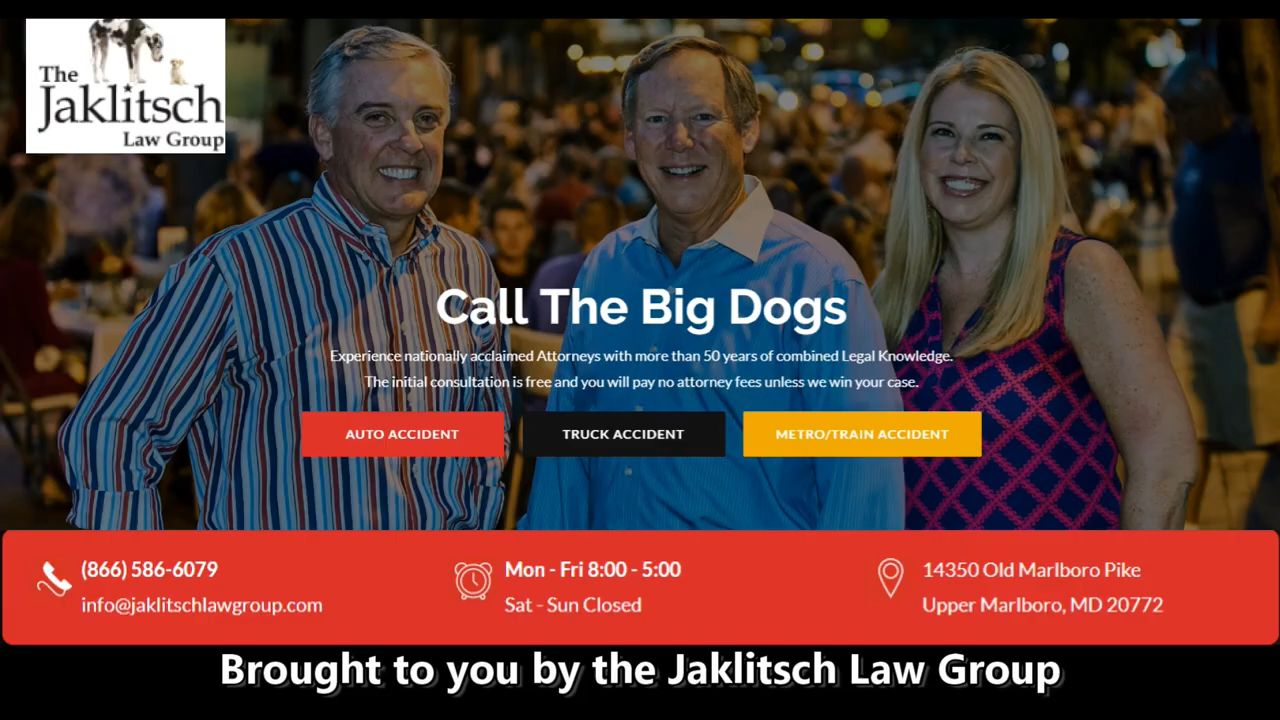 The
Jaklitsch
Law Group
Call The Big Dogs
Experience nationally acclaimed Attorneys with more than 50 years of combined Legal Knowledge.
The initial consultation is free and you will pay no attorney fees unless we win your case.
AUTO ACCIDENT
TRUCK ACCIDENT
METRO/TRAIN ACCIDENT
(866) 586-6079
info@jaklitschlawgroup.com
Mon - Fri 8:00 - 5:00
Sat - Sun Closed
14350 Old Marlboro Pike
Upper Marlboro, MD 20772
Brought to you by the Jaklitsch Law Group